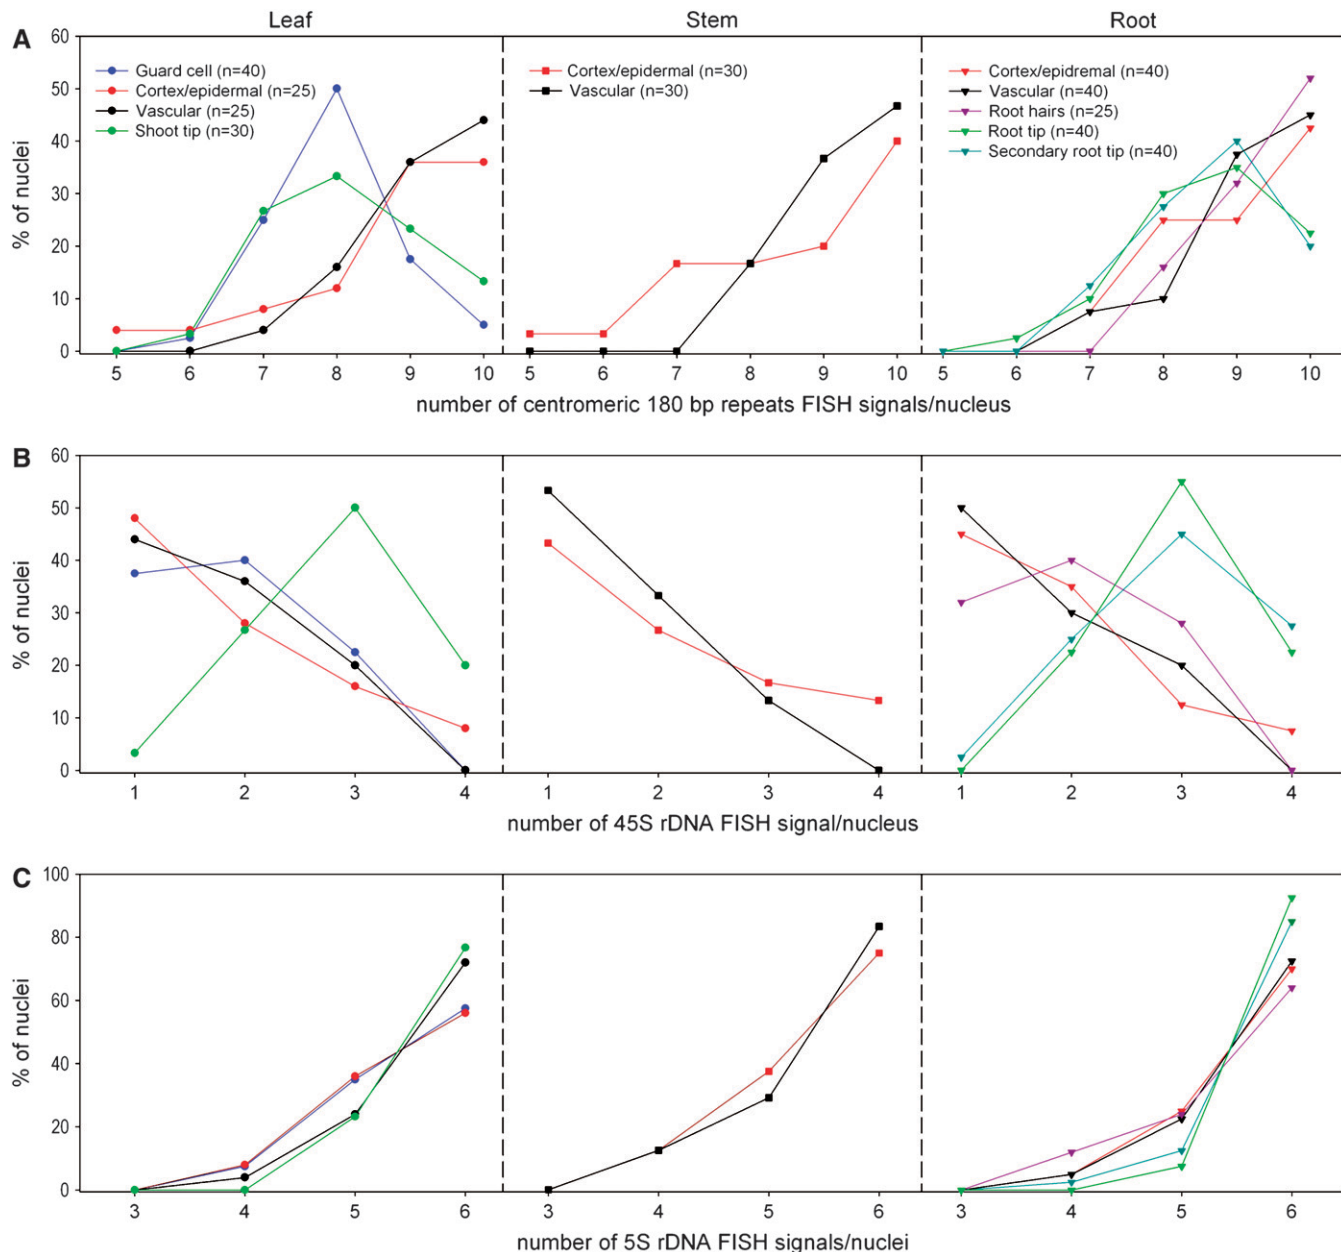 Leaf Stem Root
A
60
50
40
30
20
10
0
% of nuclei
Guard cell (n=40)
Cortex/epidermal (n=25)
Vascular (n=25)
Shoot tip (n=30)
Cortex/epidermal (n=30)
Vascular (n=30)
Cortex/epidremal (n=40)
Vascular (n=40)
Root hairs (n=25)
Root tip (n=40)
Secondary root tip (n=40)
5 6 7 8 9 10 5 6 7 8 9 10 5 6 7 8 9 10
number of centromeric 180 bp repeats FISH signals/nucleus
B
60
50
40
30
20
10
0
% of nuclei
1 2 3 4 1 2 3 4 1 2 3 4
number of 45S rDNA FISH signal/nucleus
C
100
80
60
40
20
0
% of nuclei
3 4 5 6 3 4 5 6 3 4 5 6
number of 5S rDNA FISH signals/nuclei